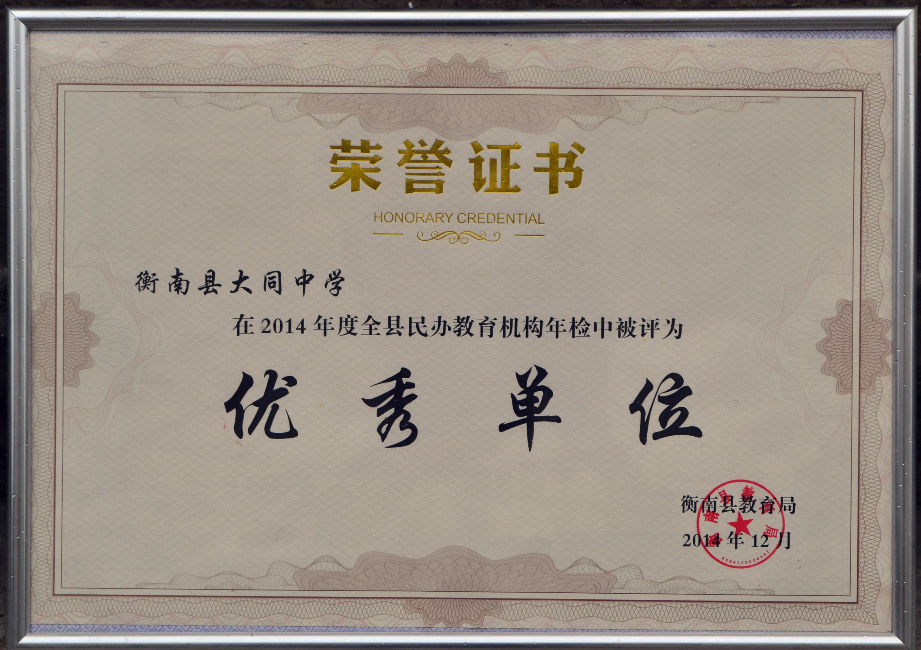 荣誉证书
HONORARY CREDENTIAL
衡南县大同中学
在2014年度全县民办教育机构年检中被评为
优秀单位
衡南县教育局
2014年12月